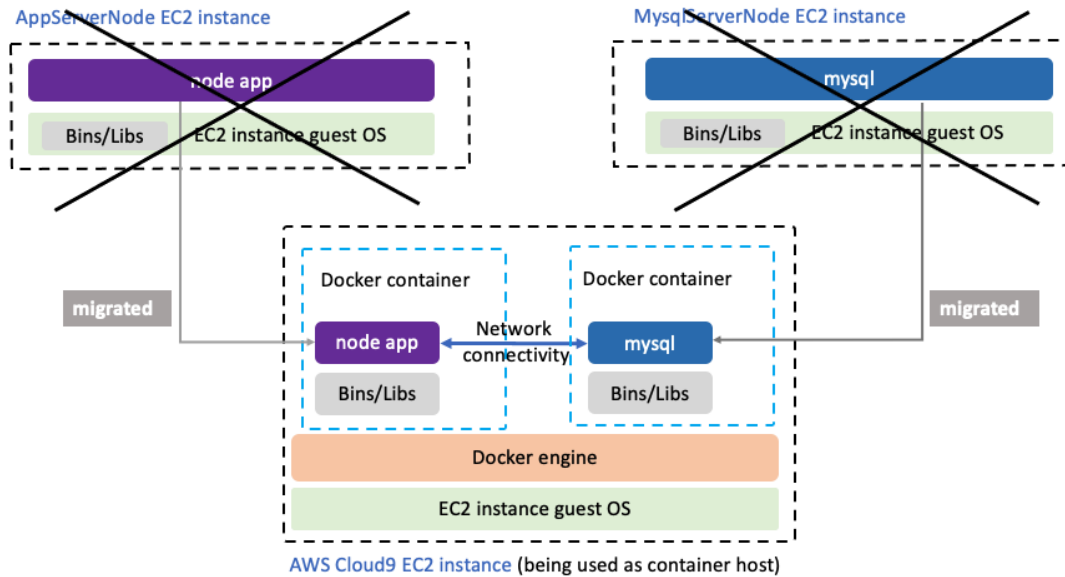 AppServerNode EC2 instance
MysqlServerNode EC2 instance
node app
mysql
Bins/Libs
EC2 instance guest OS
Bins/Libs
EC2 instance guest OS
Docker container
Docker container
migrated
migrated
node app
Network
connectivity
mysql
Bins/Libs
Bins/Libs
Docker engine
EC2 instance guest OS
AWS Cloud9 EC2 instance (being used as container host)